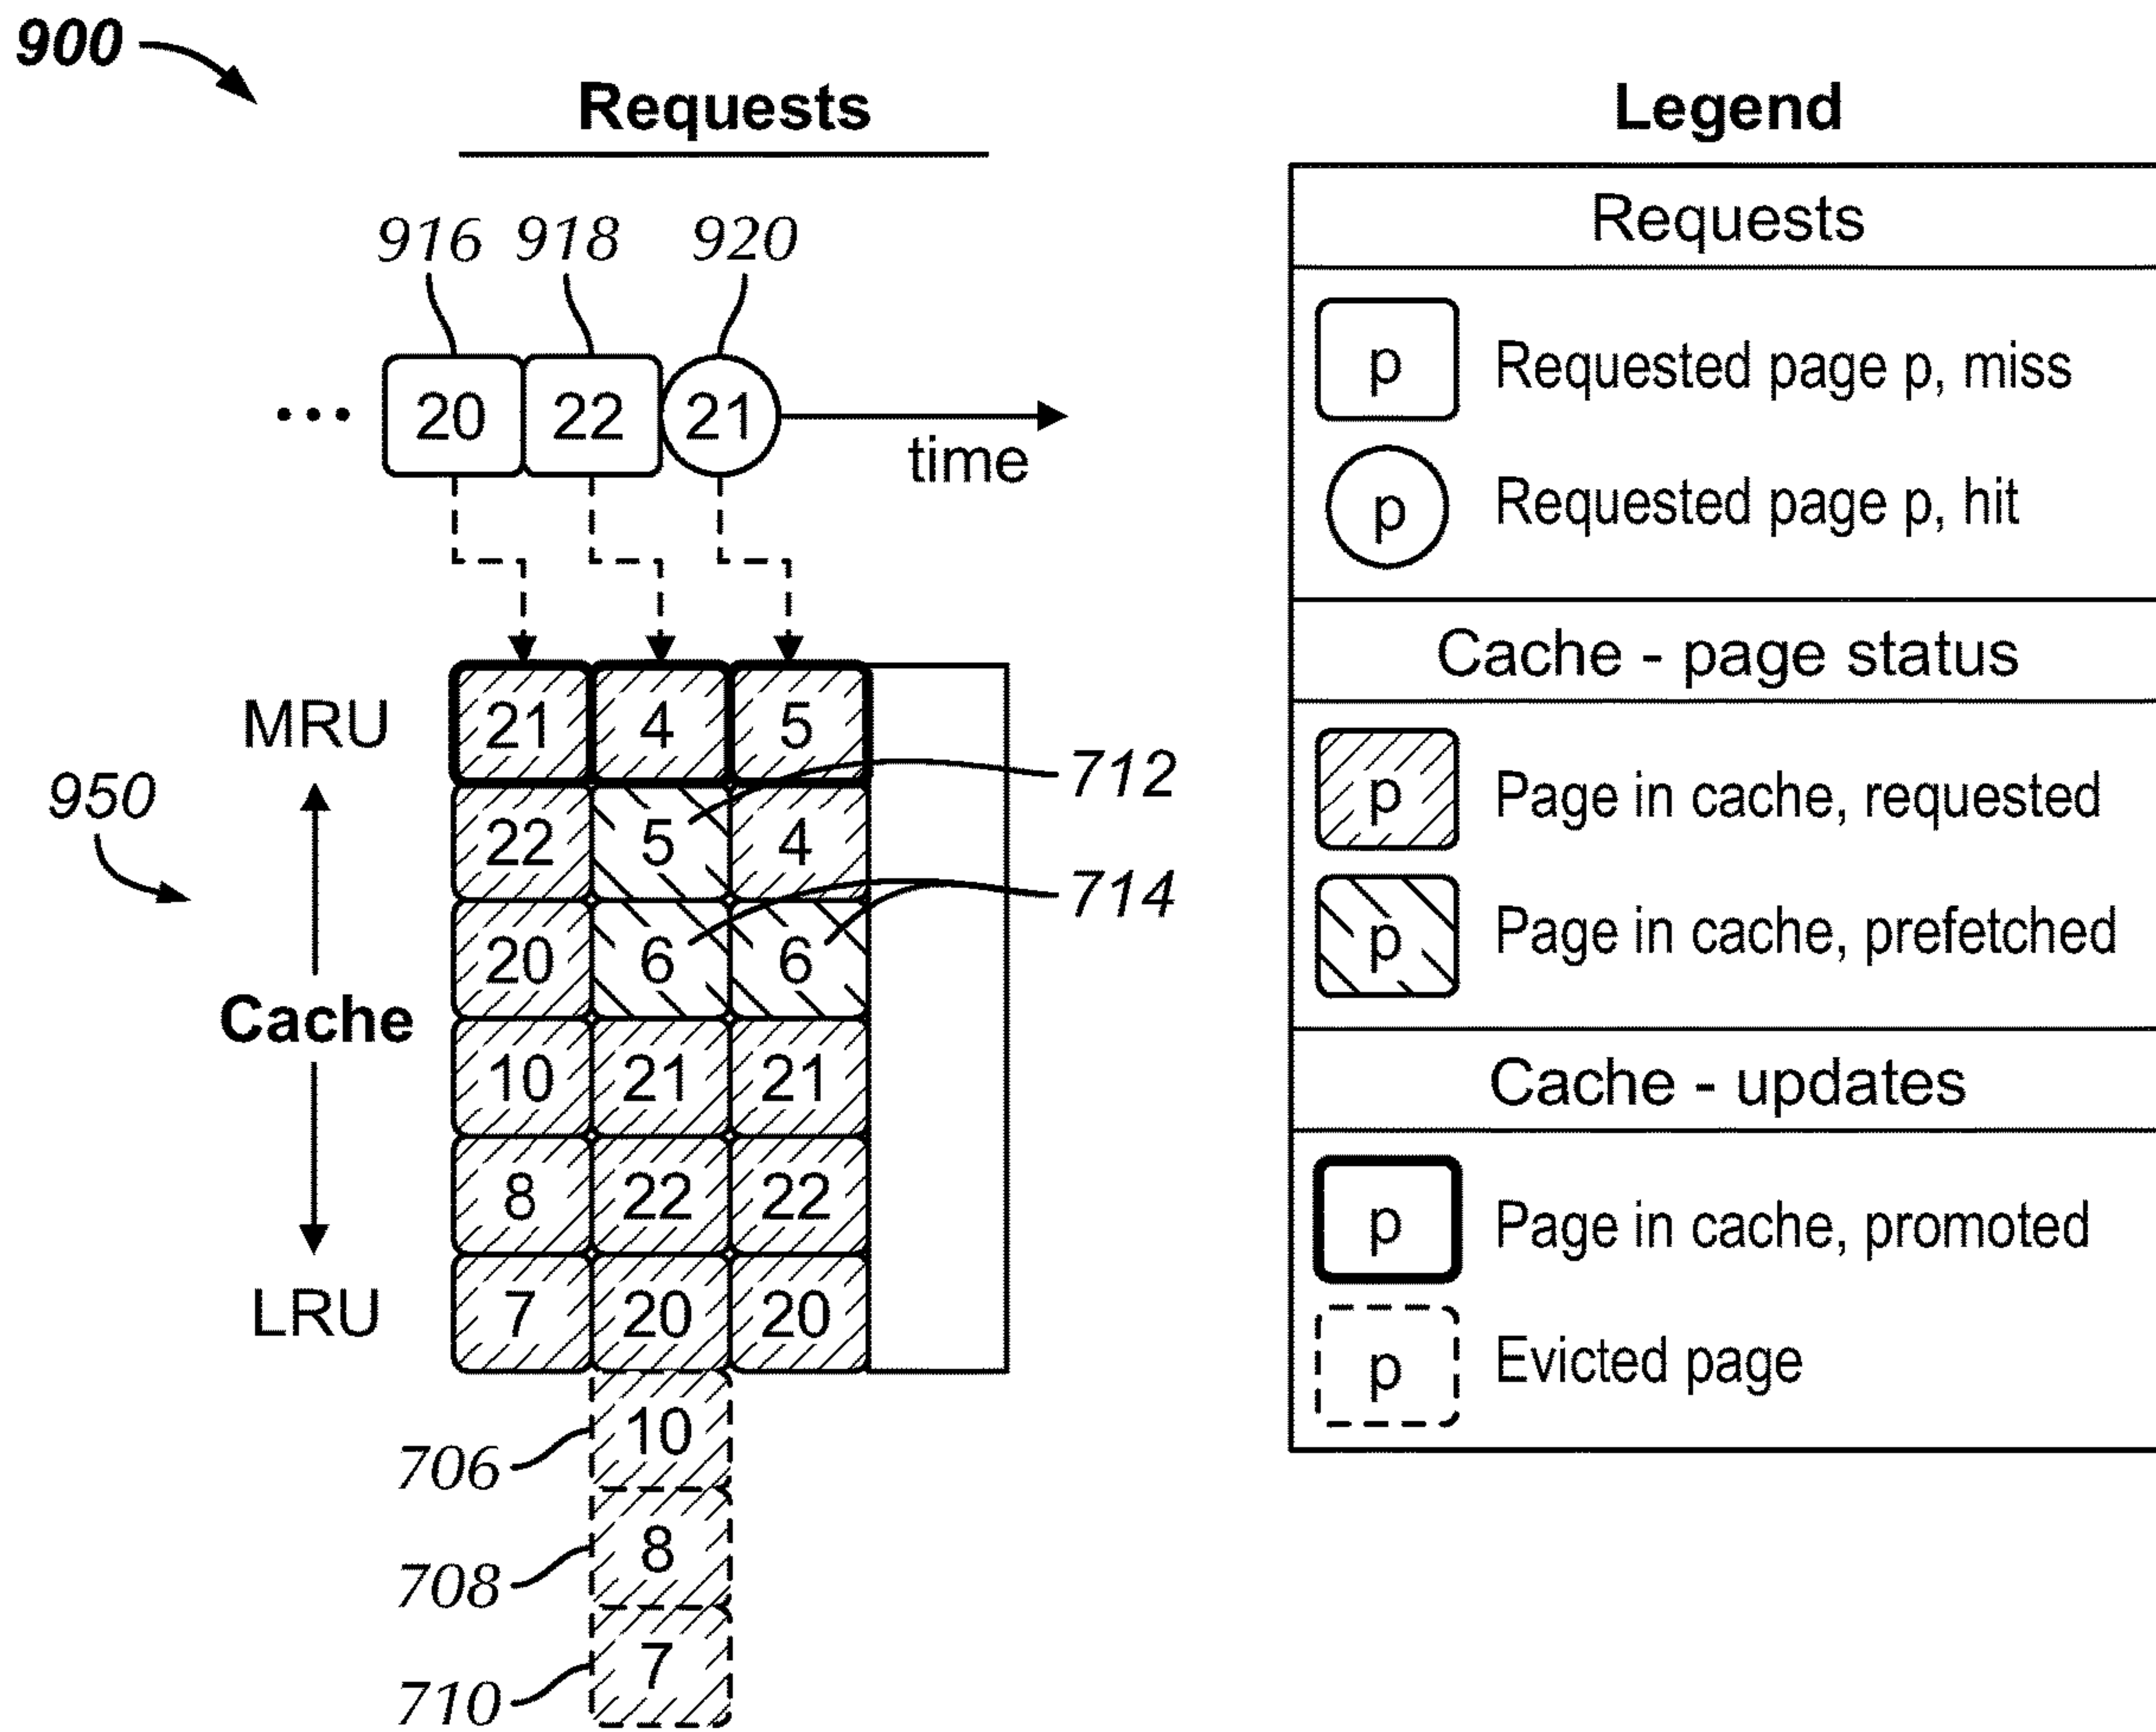 900
Requests
916 918 920
... 20 22 21
time
MRU
950
Cache
LRU
21 4 5
712
22 5 4
714
20 6 6
10 21 21
8 22 22
7 20 20
706 10
708 8
710 7
Legend
Requests
p Requested page p, miss
p Requested page p, hit
Cache - page status
p Page in cache, requested
p Page in cache, prefetched
Cache - updates
p Page in cache, promoted
p Evicted page